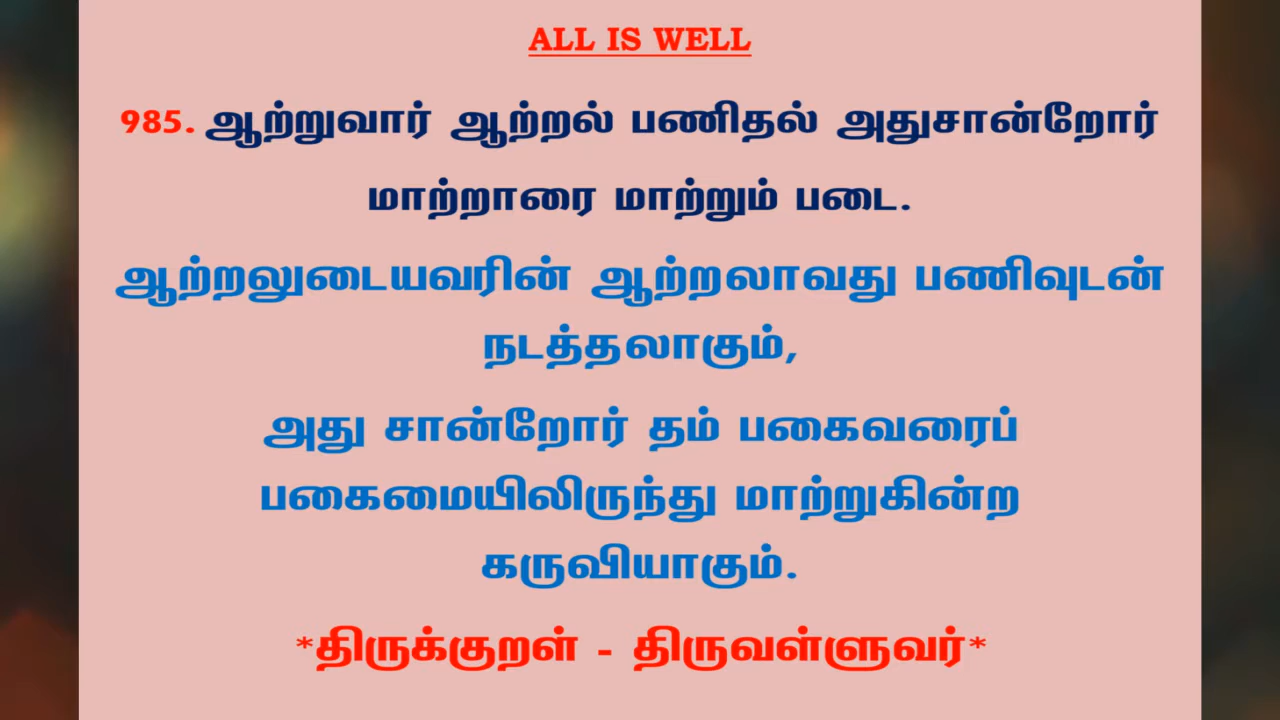 ALL IS WELL
985. ஆற்றுவார் ஆற்றல் பணிதல் அதுசான்றோர்
மாற்றாரை மாற்றும் படை.
ஆற்றலுடையவரின் ஆற்றலாவது பணிவுடன்
நடத்தலாகும்,
அது சான்றோர் தம் பகைவரைப்
பகைமையிலிருந்து மாற்றுகின்ற
கருவியாகும்.
*திருக்குறள் - திருவள்ளுவர்*